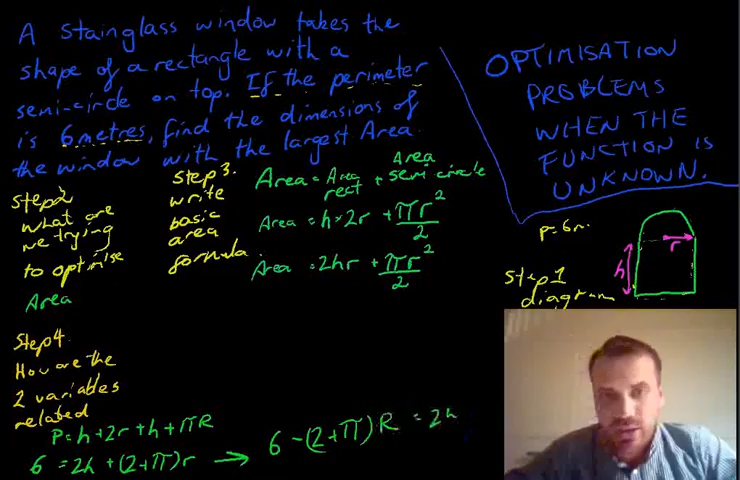 A Stainglass window takes the
shape of a rectangle with a
semi-circle on top. If the perimeter
is 6 metres, find the dimensions of
the window with the largest Area.
OPTIMISATION
PROBLEMS
WHEN THE
FUNCTION IS
UNKNOWN.
Step 1
diagram
P=6m
h
r
Step 2
what are
we trying
to optimise
Area
Step 3.
write
basic
area
formula
Area = Area rect + Area semi circle
Area = h×2r + πr²/2
Area = 2hr + πr²/2
Step 4.
How are the
2 variables
related
P=h+2r+h+πR
6 = 2h+(2+π)r → 6-(2+π)R = 2h